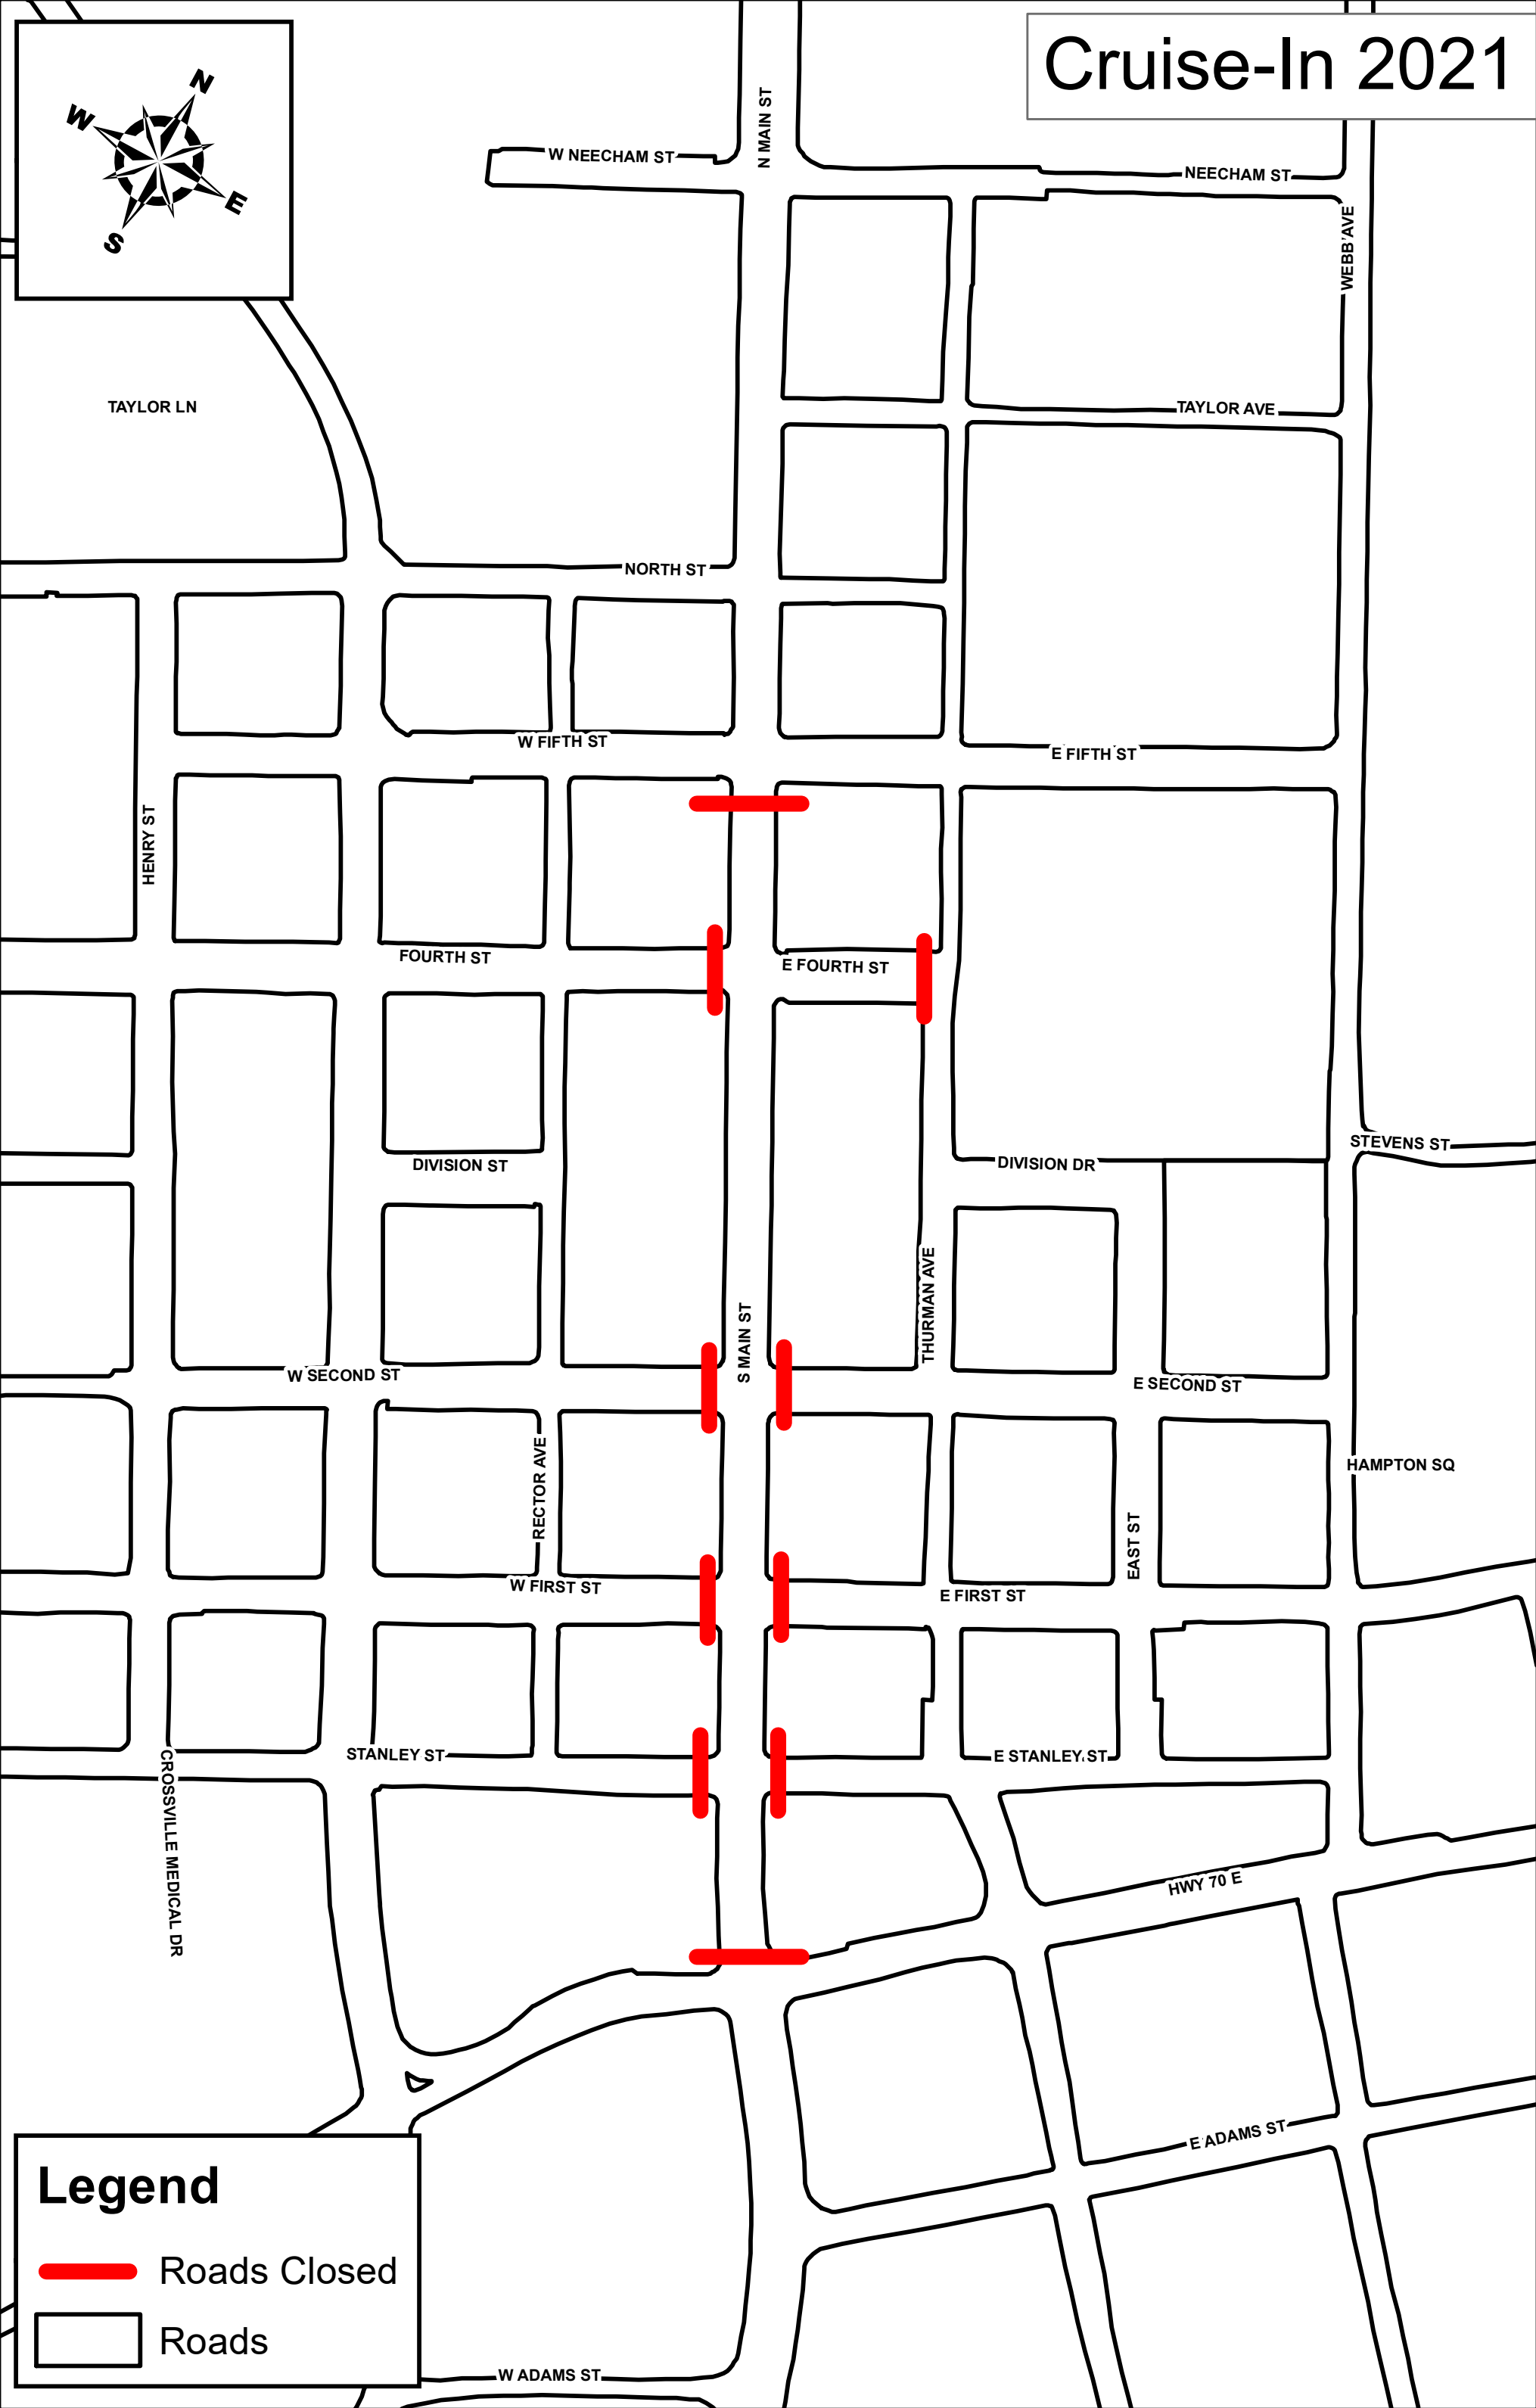 Cruise-In 2021
N
W
E
S
N MAIN ST
W NEECHAM ST
NEECHAM ST
WEBB AVE
TAYLOR LN
TAYLOR AVE
NORTH ST
W FIFTH ST
E FIFTH ST
HENRY ST
FOURTH ST
E FOURTH ST
STEVENS ST
DIVISION ST
DIVISION DR
THURMAN AVE
S MAIN ST
W SECOND ST
E SECOND ST
HAMPTON SQ
RECTOR AVE
EAST ST
W FIRST ST
E FIRST ST
STANLEY ST
E STANLEY ST
CROSSVILLE MEDICAL DR
HWY 70 E
E ADAMS ST
Legend
Roads Closed
Roads
W ADAMS ST